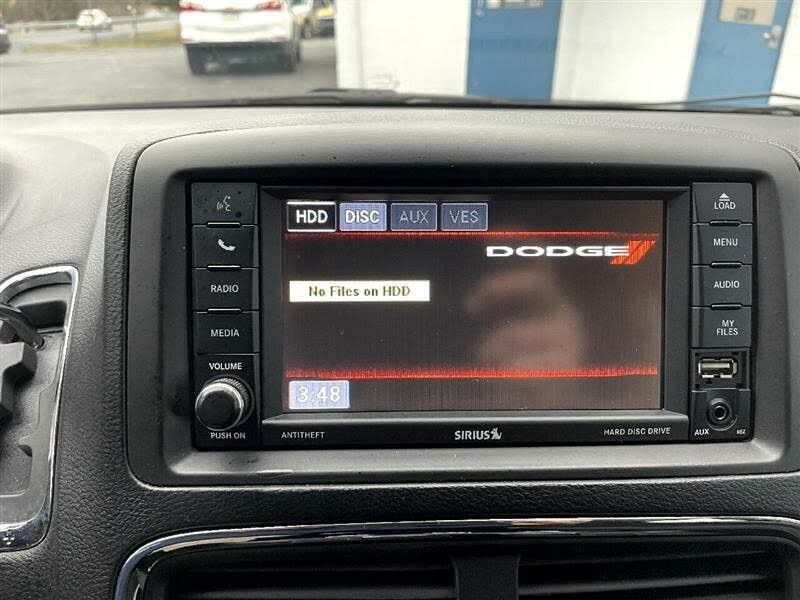 HDD DISC AUX VES
DODGE
No Files on HDD
3:48
RADIO
MEDIA
VOLUME
PUSH ON
LOAD
MENU
AUDIO
MY
FILES
AUX
RBZ
ANTITHEFT
SIRIUS
HARD DISC DRIVE